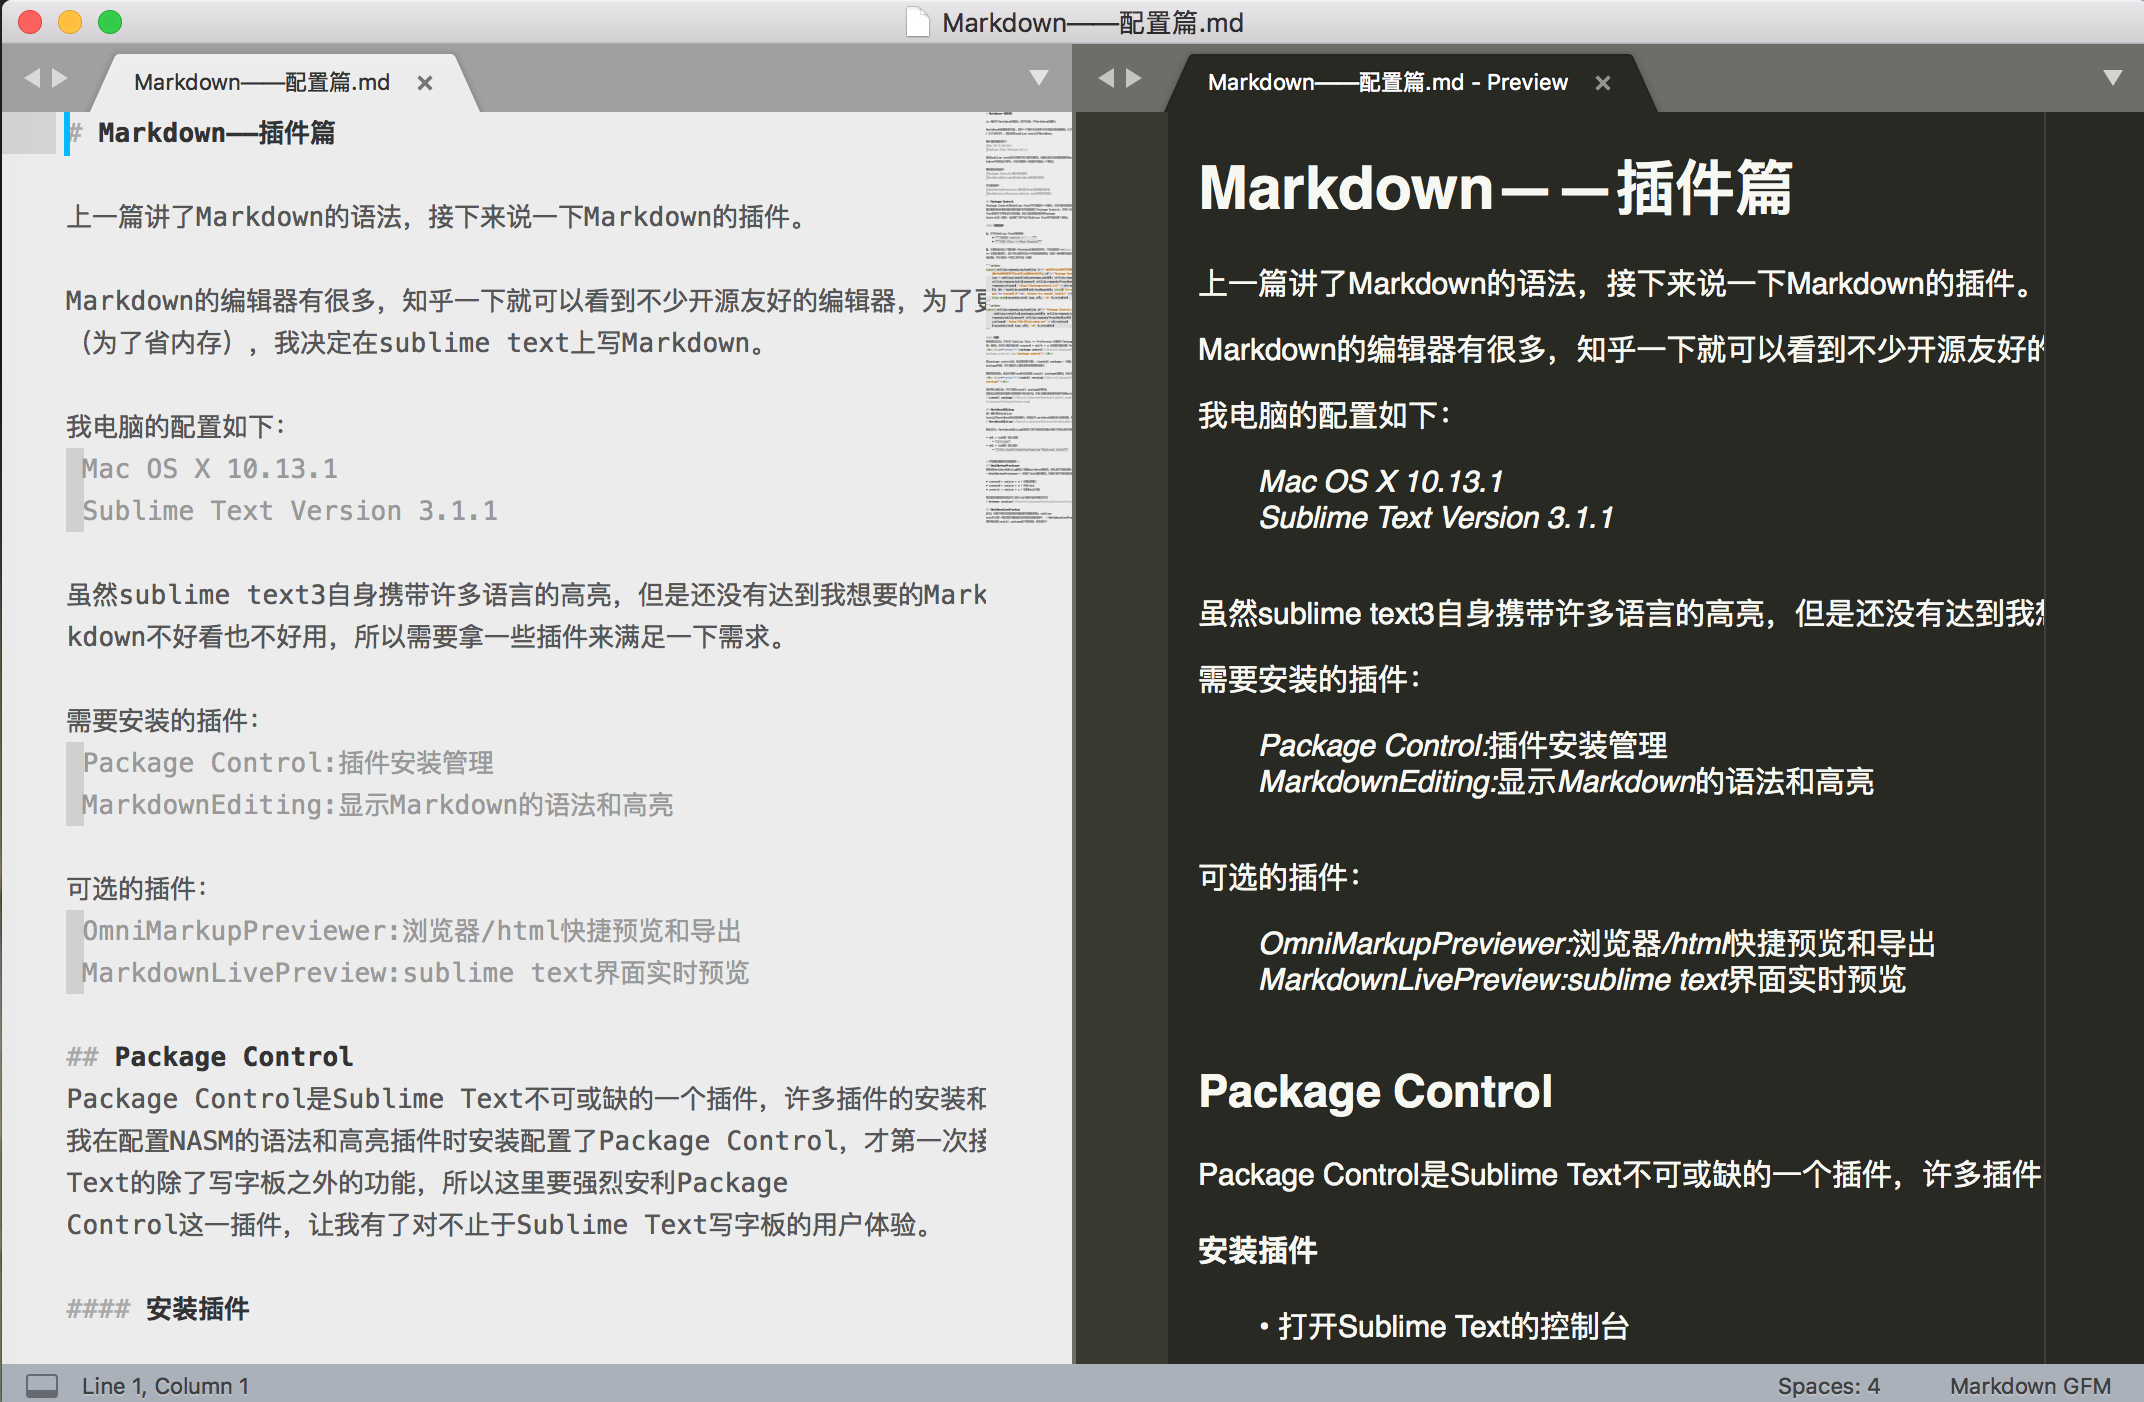 Markdown——配置篇.md
Markdown——配置篇.md ×
# Markdown——插件篇
上一篇讲了Markdown的语法，接下来说一下Markdown的插件。
Markdown的编辑器有很多，知乎一下就可以看到不少开源友好的编辑器，为了更
（为了省内存），我决定在sublime text上写Markdown。
我电脑的配置如下：
Mac OS X 10.13.1
Sublime Text Version 3.1.1
虽然sublime text3自身携带许多语言的高亮，但是还没有达到我想要的Mark
kdown不好看也不好用，所以需要拿一些插件来满足一下需求。
需要安装的插件：
Package Control:插件安装管理
MarkdownEditing:显示Markdown的语法和高亮
可选的插件：
OmniMarkupPreviewer:浏览器/html快捷预览和导出
MarkdownLivePreview:sublime text界面实时预览
## Package Control
Package Control是Sublime Text不可或缺的一个插件，许多插件的安装和
我在配置NASM的语法和高亮插件时安装配置了Package Control，才第一次接
Text的除了写字板之外的功能，所以这里要强烈安利Package
Control这一插件，让我有了对不止于Sublime Text写字板的用户体验。
#### 安装插件
Markdown——配置篇.md - Preview ×
Markdown——插件篇
上一篇讲了Markdown的语法，接下来说一下Markdown的插件。
Markdown的编辑器有很多，知乎一下就可以看到不少开源友好的
我电脑的配置如下：
Mac OS X 10.13.1
Sublime Text Version 3.1.1
虽然sublime text3自身携带许多语言的高亮，但是还没有达到我想
需要安装的插件：
Package Control:插件安装管理
MarkdownEditing:显示Markdown的语法和高亮
可选的插件：
OmniMarkupPreviewer:浏览器/html快捷预览和导出
MarkdownLivePreview:sublime text界面实时预览
Package Control
Package Control是Sublime Text不可或缺的一个插件，许多插件
安装插件
• 打开Sublime Text的控制台
Line 1, Column 1
Spaces: 4
Markdown GFM